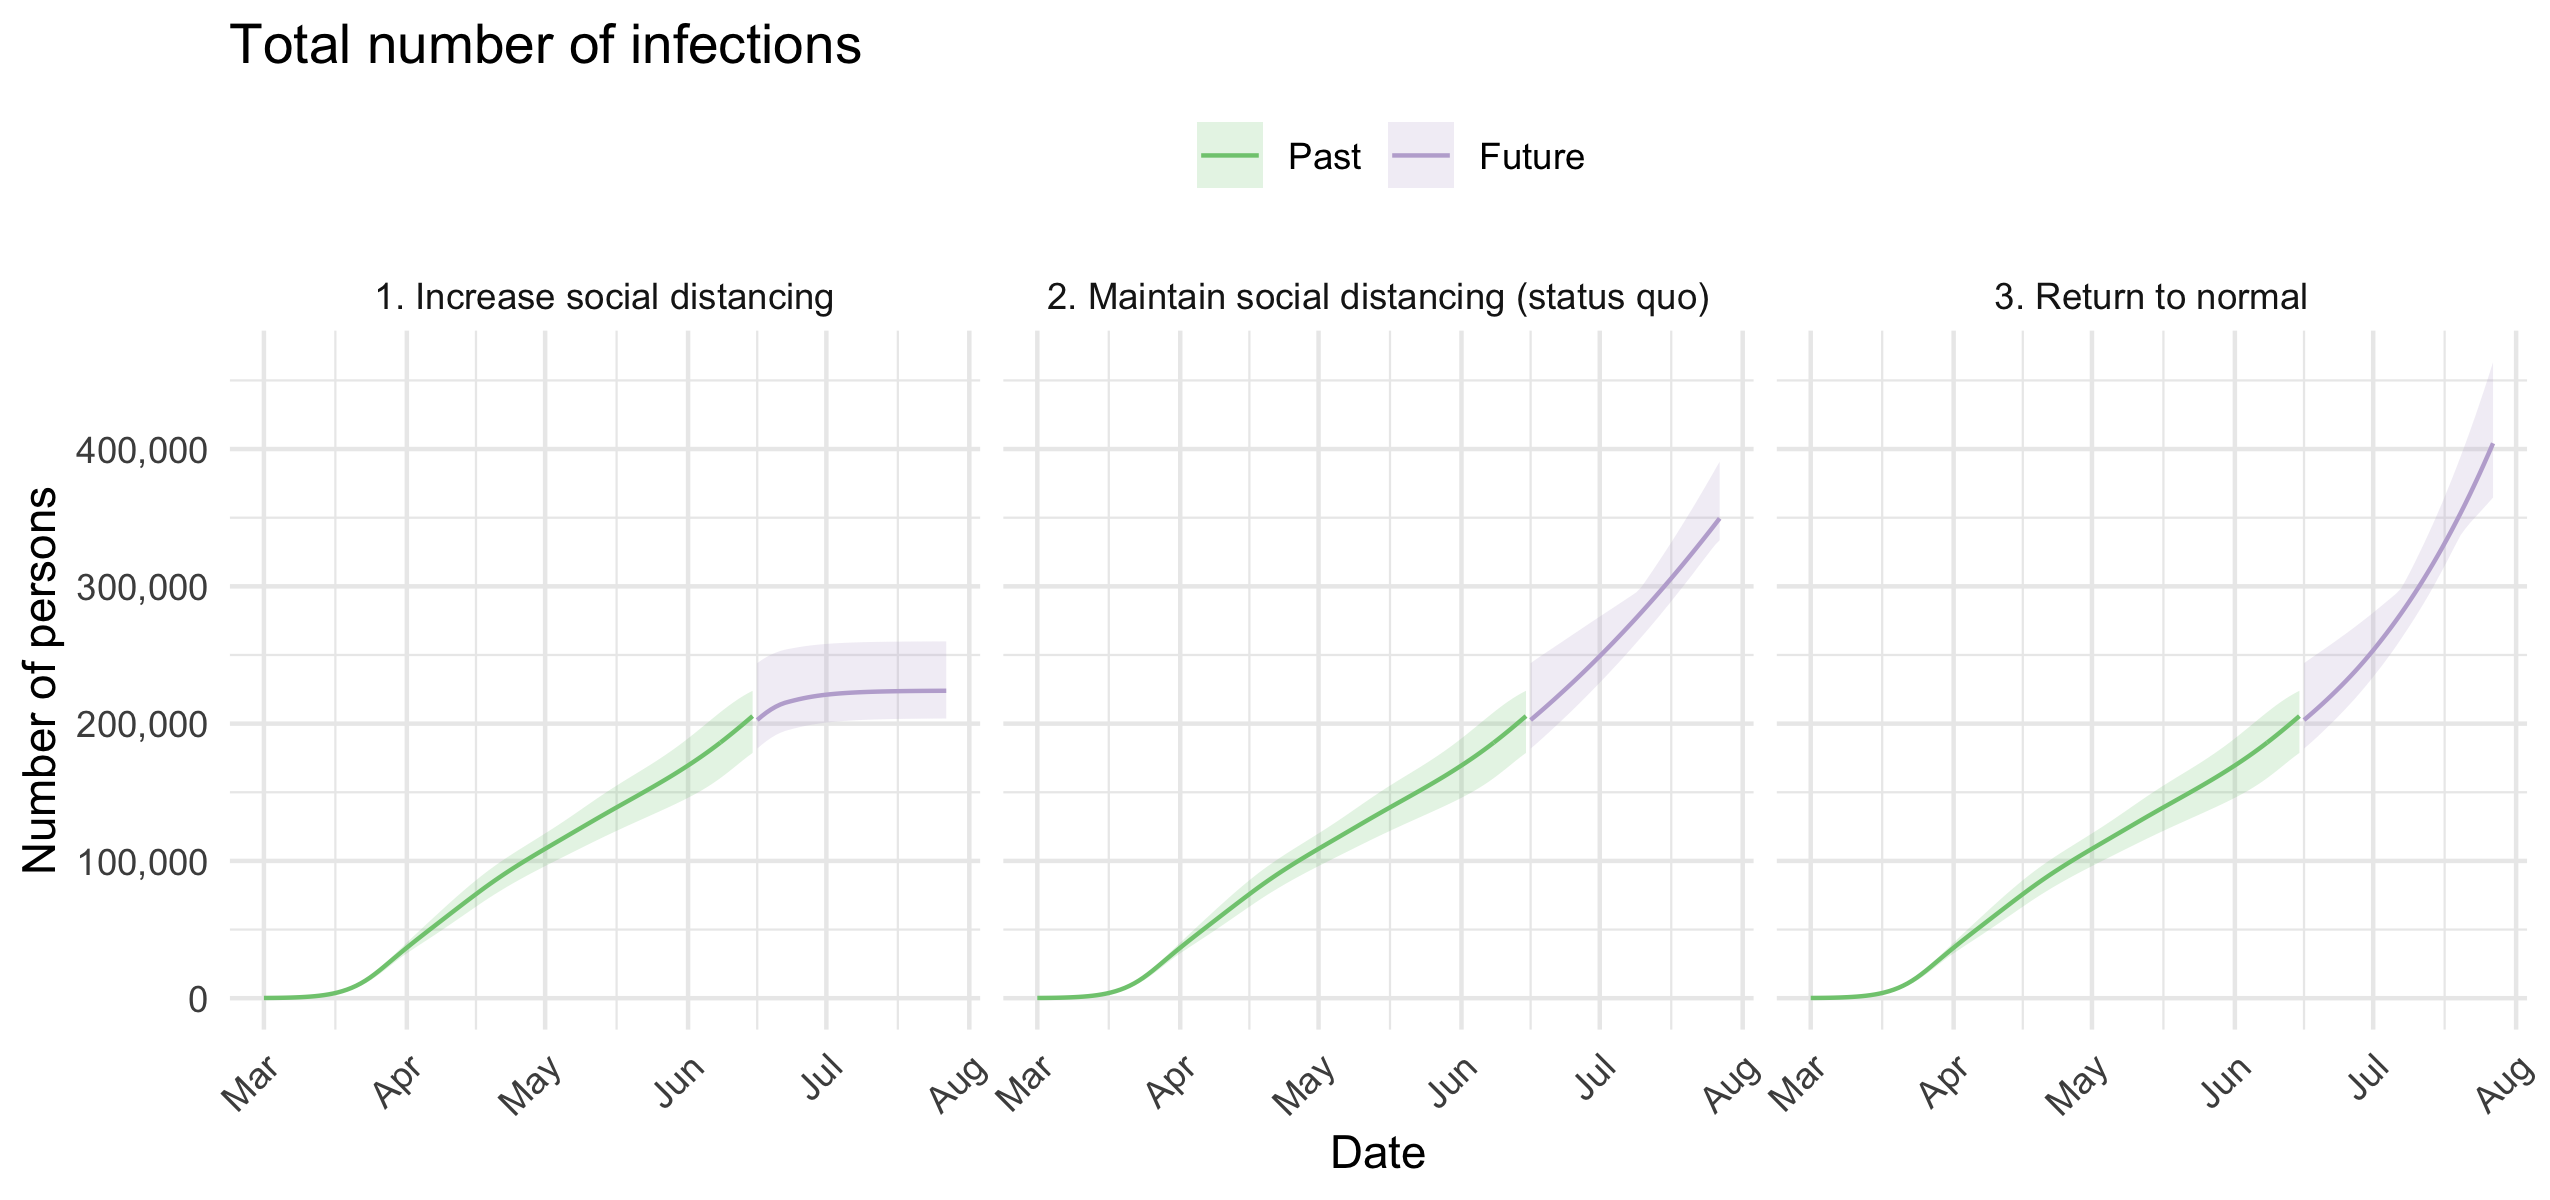 Total number of infections
Past Future
1. Increase social distancing
2. Maintain social distancing (status quo)
3. Return to normal
Number of persons
400,000
300,000
200,000
100,000
0
Mar Apr May Jun Jul Aug
Mar Apr May Jun Jul Aug
Mar Apr May Jun Jul Aug
Date